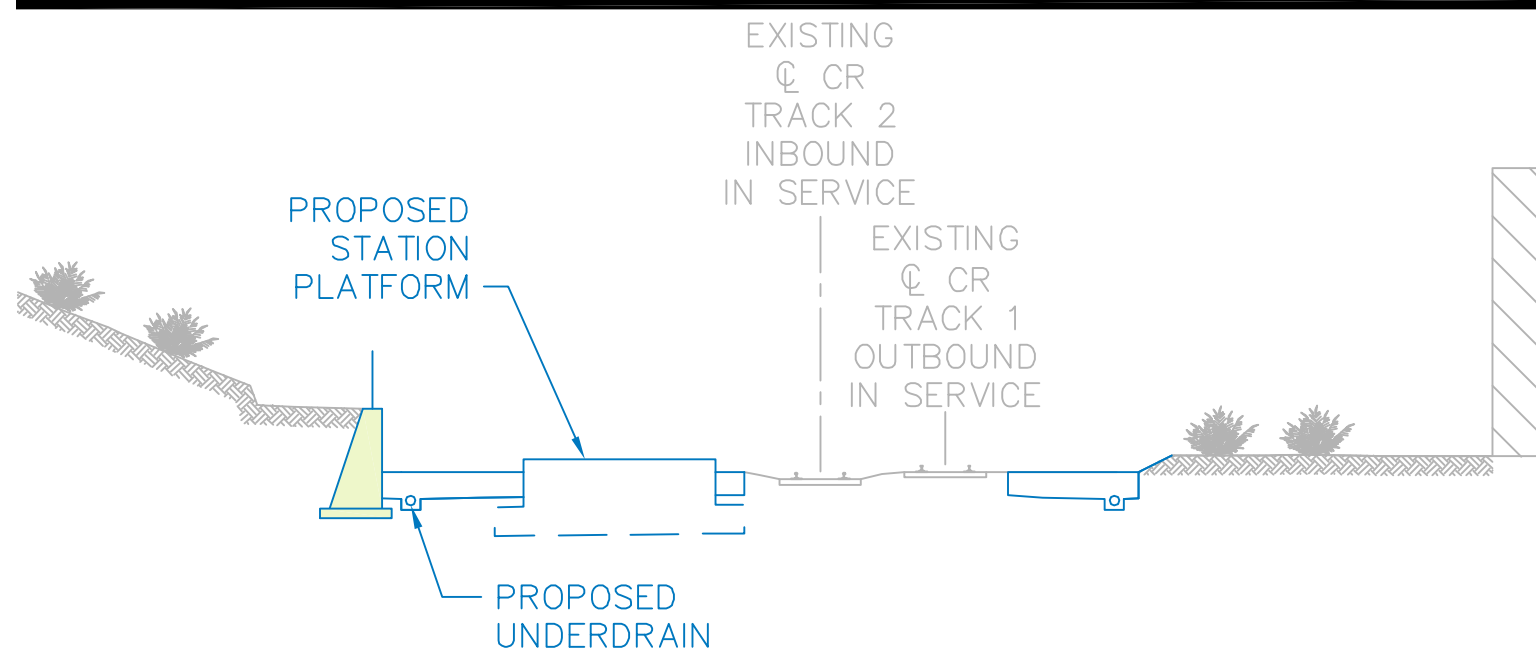 EXISTING
℄ CR
TRACK 2
INBOUND
IN SERVICE
EXISTING
℄ CR
TRACK 1
OUTBOUND
IN SERVICE
PROPOSED
STATION
PLATFORM
PROPOSED
UNDERDRAIN